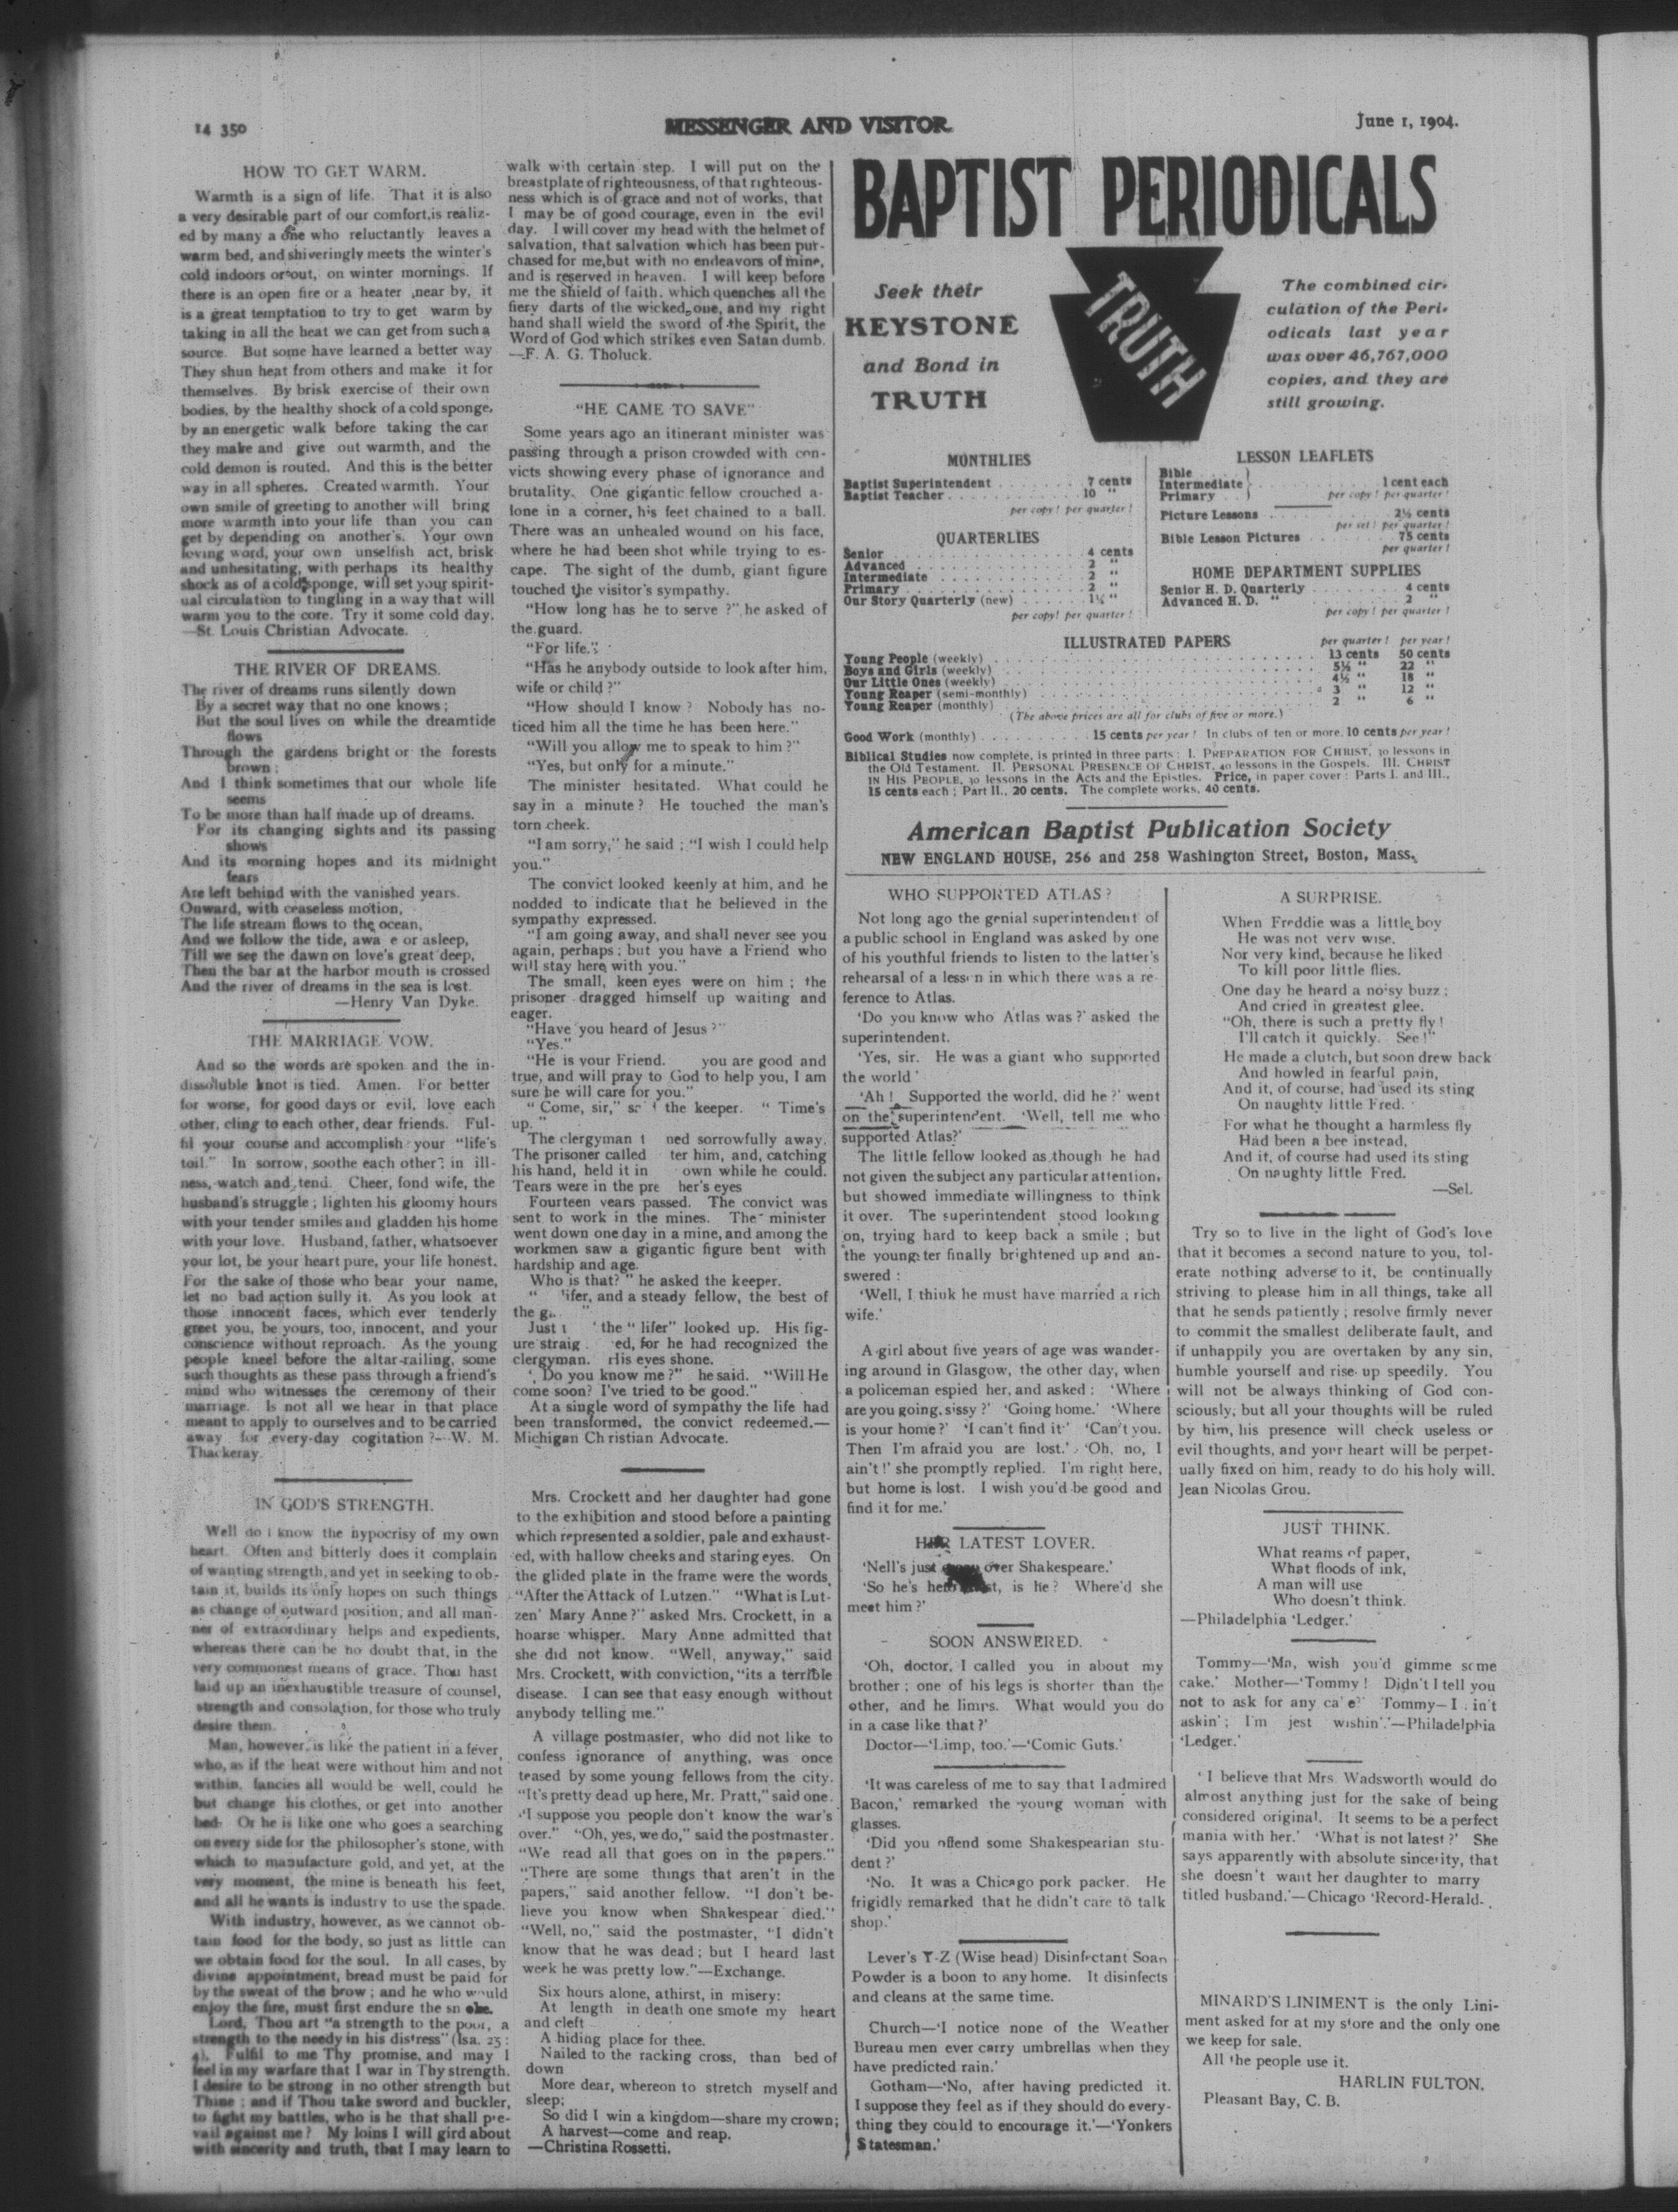 14 350
MESSENGER AND VISITOR
June 1, 1904.
HOW TO GET WARM.
Warmth is a sign of life. That it is also
a very desirable part of our comfort, is realiz-
ed by many a one who reluctantly leaves a
warm bed, and shiveringly meets the winter's
cold indoors or out, on winter mornings. If
there is an open fire or a heater near by, it
is a great temptation to try to get warm by
taking in all the heat we can get from such a
source. But some have learned a better way
They shun heat from others and make it for
themselves. By brisk exercise of their own
bodies, by the healthy shock of a cold sponge,
by an energetic walk before taking the car
they make and give out warmth, and the
cold demon is routed. And this is the better
way in all spheres. Created warmth. Your
own smile of greeting to another will bring
more warmth into your life than you can
get by depending on another's. Your own
loving word, your own unselfish act, brisk
and unhesitating, with perhaps its healthy
shock as of a cold sponge, will set your spirit-
ual circulation to tingling in a way that will
warm you to the core. Try it some cold day.
—St. Louis Christian Advocate.
THE RIVER OF DREAMS.
The river of dreams runs silently down
By a secret way that no one knows;
But the soul lives on while the dreamtide
flows
Through the gardens bright or the forests
brown;
And I think sometimes that our whole life
seems
To be more than half made up of dreams.
For its changing sights and its passing
shows
And its morning hopes and its midnight
fears
Are left behind with the vanished years.
Onward, with ceaseless motion,
The life stream flows to the ocean,
And we follow the tide, awa e or asleep,
Till we see the dawn on love's great deep,
Then the bar at the harbor mouth is crossed
And the river of dreams in the sea is lost.
—Henry Van Dyke.
THE MARRIAGE VOW.
And so the words are spoken and the in-
dissoluble knot is tied. Amen. For better
for worse, for good days or evil, love each
other, cling to each other, dear friends. Ful-
fil your course and accomplish your "life's
toil." In sorrow, soothe each other; in ill-
ness, watch and tend. Cheer, fond wife, the
husband's struggle; lighten his gloomy hours
with your tender smiles and gladden his home
with your love. Husband, father, whatsoever
your lot, be your heart pure, your life honest.
For the sake of those who bear your name,
let no bad action sully it. As you look at
those innocent faces, which ever tenderly
greet you, be yours, too, innocent, and your
conscience without reproach. As the young
people kneel before the altar-railing, some
such thoughts as these pass through a friend's
mind who witnesses the ceremony of their
marriage. Is not all we hear in that place
meant to apply to ourselves and to be carried
away for every-day cogitation?—W. M.
Thackeray.
IN GOD'S STRENGTH.
Well do I know the hypocrisy of my own
heart. Often and bitterly does it complain
of wanting strength, and yet in seeking to ob-
tain it, builds its only hopes on such things
as change of outward position, and all man-
ner of extraordinary helps and expedients,
whereas there can be no doubt that, in the
very commonest means of grace. Thou hast
laid up an inexhaustible treasure of counsel,
strength and consolation, for those who truly
desire them.
Man, however, is like the patient in a fever,
who, as if the heat were without him and not
within, fancies all would be well, could he
but change his clothes, or get into another
bed. Or he is like one who goes a searching
on every side for the philosopher's stone, with
which to manufacture gold, and yet, at the
very moment, the mine is beneath his feet,
and all he wants is industry to use the spade.
With industry, however, as we cannot ob-
tain food for the body, so just as little can
we obtain food for the soul. In all cases, by
divine appointment, bread must be paid for
by the sweat of the brow; and he who would
enjoy the fire, must first endure the sn oke.
Lord, Thou art "a strength to the poor, a
strength to the needy in his distress" (Isa. 25:
4). Fulfil to me Thy promise, and may I
feel in my warfare that I war in Thy strength.
I desire to be strong in no other strength but
Thine; and if Thou take sword and buckler,
to fight my battles, who is he that shall pre-
vail against me? My loins I will gird about
with sincerity and truth, that I may learn to
walk with certain step. I will put on the
breastplate of righteousness, of that righteous-
ness which is of grace and not of works, that
I may be of good courage, even in the evil
day. I will cover my head with the helmet of
salvation, that salvation which has been pur-
chased for me, but with no endeavors of mine,
and is reserved in heaven. I will keep before
me the shield of faith, which quenches all the
fiery darts of the wicked one, and my right
hand shall wield the sword of the Spirit, the
Word of God which strikes even Satan dumb.
—F. A. G. Tholuck.
"HE CAME TO SAVE"
Some years ago an itinerant minister was
passing through a prison crowded with con-
victs showing every phase of ignorance and
brutality. One gigantic fellow crouched a-
lone in a corner, his feet chained to a ball.
There was an unhealed wound on his face,
where he had been shot while trying to es-
cape. The sight of the dumb, giant figure
touched the visitor's sympathy.
"How long has he to serve?" he asked of
the guard.
"For life."
"Has he anybody outside to look after him,
wife or child?"
"How should I know? Nobody has no-
ticed him all the time he has been here."
"Will you allow me to speak to him?"
"Yes, but only for a minute."
The minister hesitated. What could he
say in a minute? He touched the man's
torn cheek.
"I am sorry," he said; "I wish I could help
you."
The convict looked keenly at him, and he
nodded to indicate that he believed in the
sympathy expressed.
"I am going away, and shall never see you
again, perhaps; but you have a Friend who
will stay here with you."
The small, keen eyes were on him; the
prisoner dragged himself up waiting and
eager.
"Have you heard of Jesus?"
"Yes."
"He is your Friend. you are good and
true, and will pray to God to help you, I am
sure he will care for you."
"Come, sir," the keeper. "Time's
up."
The clergyman t ned sorrowfully away.
The prisoner called ter him, and, catching
his hand, held it in own while he could.
Tears were in the pre her's eyes
Fourteen years passed. The convict was
sent to work in the mines. The minister
went down one day in a mine, and among the
workmen saw a gigantic figure bent with
hardship and age.
Who is that?" he asked the keeper.
" lifer, and a steady fellow, the best of
the g "
Just t the "lifer" looked up. His fig-
ure straig ed, for he had recognized the
clergyman. His eyes shone.
'Do you know me?" he said. "Will He
come soon? I've tried to be good."
At a single word of sympathy the life had
been transformed, the convict redeemed.—
Michigan Christian Advocate.
Mrs. Crockett and her daughter had gone
to the exhibition and stood before a painting
which represented a soldier, pale and exhaust-
ed, with hallow cheeks and staring eyes. On
the glided plate in the frame were the words,
"After the Attack of Lutzen." "What is Lut-
zen' Mary Anne?" asked Mrs. Crockett, in a
hoarse whisper. Mary Anne admitted that
she did not know. "Well, anyway," said
Mrs. Crockett, with conviction, "its a terrible
disease. I can see that easy enough without
anybody telling me."
A village postmaster, who did not like to
confess ignorance of anything, was once
teased by some young fellows from the city.
"It's pretty dead up here, Mr. Pratt," said one.
"I suppose you people don't know the war's
over." "Oh, yes, we do," said the postmaster.
"We read all that goes on in the papers."
"There are some things that aren't in the
papers," said another fellow. "I don't be-
lieve you know when Shakespear died."
"Well, no," said the postmaster, "I didn't
know that he was dead; but I heard last
week he was pretty low."—Exchange.
Six hours alone, athirst, in misery:
At length in death one smote my heart
and cleft
A hiding place for thee.
Nailed to the racking cross, than bed of
down
More dear, whereon to stretch myself and
sleep;
So did I win a kingdom—share my crown;
A harvest—come and reap.
—Christina Rossetti.
BAPTIST PERIODICALS
Seek their
KEYSTONE
and Bond in
TRUTH
TRUTH
The combined cir-
culation of the Peri-
odicals last year
was over 46,767,000
copies, and they are
still growing.
MONTHLIES
Baptist Superintendent . . . . 7 cents
Baptist Teacher . . . . 10 "
per copy! per quarter!
QUARTERLIES
Senior . . . . 4 cents
Advanced . . . . 2 "
Intermediate . . . . 2 "
Primary . . . . 2 "
Our Story Quarterly (new) . . . . 1¼ "
per copy! per quarter!
LESSON LEAFLETS
Bible
Intermediate . . . . 1 cent each
Primary
per copy! per quarter!
Picture Lessons . . . . 2½ cents
per set! per quarter!
Bible Lesson Pictures . . . . 75 cents
per quarter!
HOME DEPARTMENT SUPPLIES
Senior H. D. Quarterly . . . . 4 cents
Advanced H. D. " . . . . 2 "
per copy! per quarter!
ILLUSTRATED PAPERS
per quarter! per year!
Young People (weekly) . . . . 13 cents 50 cents
Boys and Girls (weekly) . . . . 5½ " 22 "
Our Little Ones (weekly) . . . . 4½ " 18 "
Young Reaper (semi-monthly) . . . . 3 " 12 "
Young Reaper (monthly) . . . . 2 " 6 "
(The above prices are all for clubs of five or more.)
Good Work (monthly) . . . . 15 cents per year! In clubs of ten or more, 10 cents per year!
Biblical Studies now complete, is printed in three parts: I. PREPARATION FOR CHRIST, 30 lessons in
the Old Testament. II. PERSONAL PRESENCE OF CHRIST, 40 lessons in the Gospels. III. CHRIST
IN HIS PEOPLE, 30 lessons in the Acts and the Epistles. Price, in paper cover: Parts I. and III.,
15 cents each; Part II., 20 cents. The complete works, 40 cents.
American Baptist Publication Society
NEW ENGLAND HOUSE, 256 and 258 Washington Street, Boston, Mass.
WHO SUPPORTED ATLAS?
Not long ago the genial superintendent of
a public school in England was asked by one
of his youthful friends to listen to the latter's
rehearsal of a lesson in which there was a re-
ference to Atlas.
'Do you know who Atlas was?' asked the
superintendent.
'Yes, sir. He was a giant who supported
the world'
'Ah! Supported the world, did he?' went
on the superintendent. 'Well, tell me who
supported Atlas?'
The little fellow looked as though he had
not given the subject any particular attention,
but showed immediate willingness to think
it over. The superintendent stood looking
on, trying hard to keep back a smile; but
the youngster finally brightened up and an-
swered:
'Well, I think he must have married a rich
wife.'
A girl about five years of age was wander-
ing around in Glasgow, the other day, when
a policeman espied her, and asked: 'Where
are you going, sissy?' 'Going home.' 'Where
is your home?' 'I can't find it' 'Can't you.
Then I'm afraid you are lost.' 'Oh, no, I
ain't!' she promptly replied. I'm right here,
but home is lost. I wish you'd be good and
find it for me.'
HER LATEST LOVER.
'Nell's just over Shakespeare.'
'So he's her st, is he? Where'd she
meet him?'
SOON ANSWERED.
'Oh, doctor, I called you in about my
brother; one of his legs is shorter than the
other, and he limps. What would you do
in a case like that?'
Doctor—'Limp, too.'—'Comic Guts.'
'It was careless of me to say that I admired
Bacon,' remarked the young woman with
glasses.
'Did you offend some Shakespearian stu-
dent?'
'No. It was a Chicago pork packer. He
frigidly remarked that he didn't care to talk
shop.'
Lever's Y-Z (Wise head) Disinfectant Soap
Powder is a boon to any home. It disinfects
and cleans at the same time.
Church—'I notice none of the Weather
Bureau men ever carry umbrellas when they
have predicted rain.'
Gotham—'No, after having predicted it.
I suppose they feel as if they should do every-
thing they could to encourage it.'—'Yonkers
Statesman.'
A SURPRISE.
When Freddie was a little boy
He was not very wise.
Nor very kind, because he liked
To kill poor little flies.
One day he heard a noisy buzz;
And cried in greatest glee.
"Oh, there is such a pretty fly!
I'll catch it quickly. See!"
He made a clutch, but soon drew back
And howled in fearful pain,
And it, of course, had used its sting
On naughty little Fred.
For what he thought a harmless fly
Had been a bee instead,
And it, of course had used its sting
On naughty little Fred.
—Sel.
Try so to live in the light of God's love
that it becomes a second nature to you, tol-
erate nothing adverse to it, be continually
striving to please him in all things, take all
that he sends patiently; resolve firmly never
to commit the smallest deliberate fault, and
if unhappily you are overtaken by any sin,
humble yourself and rise up speedily. You
will not be always thinking of God con-
sciously, but all your thoughts will be ruled
by him, his presence will check useless or
evil thoughts, and your heart will be perpet-
ually fixed on him, ready to do his holy will.
Jean Nicolas Grou.
JUST THINK.
What reams of paper,
What floods of ink,
A man will use
Who doesn't think.
—Philadelphia 'Ledger.'
Tommy—'Ma, wish you'd gimme some
cake.' Mother—'Tommy! Didn't I tell you
not to ask for any ca e?' Tommy—I in't
askin'; I'm jest wishin'.'—Philadelphia
'Ledger.'
'I believe that Mrs. Wadsworth would do
almost anything just for the sake of being
considered original. It seems to be a perfect
mania with her.' 'What is not latest?' She
says apparently with absolute sincerity, that
she doesn't want her daughter to marry
titled husband.'—Chicago 'Record-Herald.
MINARD'S LINIMENT is the only Lini-
ment asked for at my store and the only one
we keep for sale.
All the people use it.
HARLIN FULTON.
Pleasant Bay, C. B.